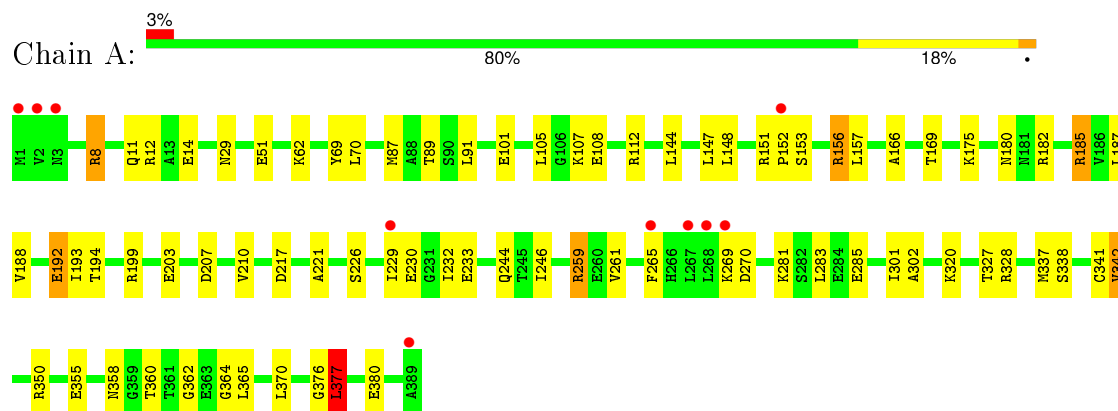 3%
Chain A:
80%
18%
•
M1 V2 N3 R8 Q11 R12 A13 E14 N29 E51 K62 Y69 L70 M87 A88 T89 S90 L91 E101 L105 G106 K107 E108 R112 L144 L147 L148 R151 P152 S153 R156 L157 A166 T169 K175 N180 N181 R182 R185 V186 L187
V188 E192 I193 T194 R199 E203 D207 V210 D217 A221 S226 I229 E230 G231 I232 E233 Q244 T245 I246 R259 E260 V261 F265 H266 L267 L268 K269 D270 K281 S282 L283 E284 E285 I301 A302 K320 T327 R328 M337 S338 C341
R350 E355 N358 G359 T360 T361 G362 E363 G364 L365 L370 G376 L377 E380 A389